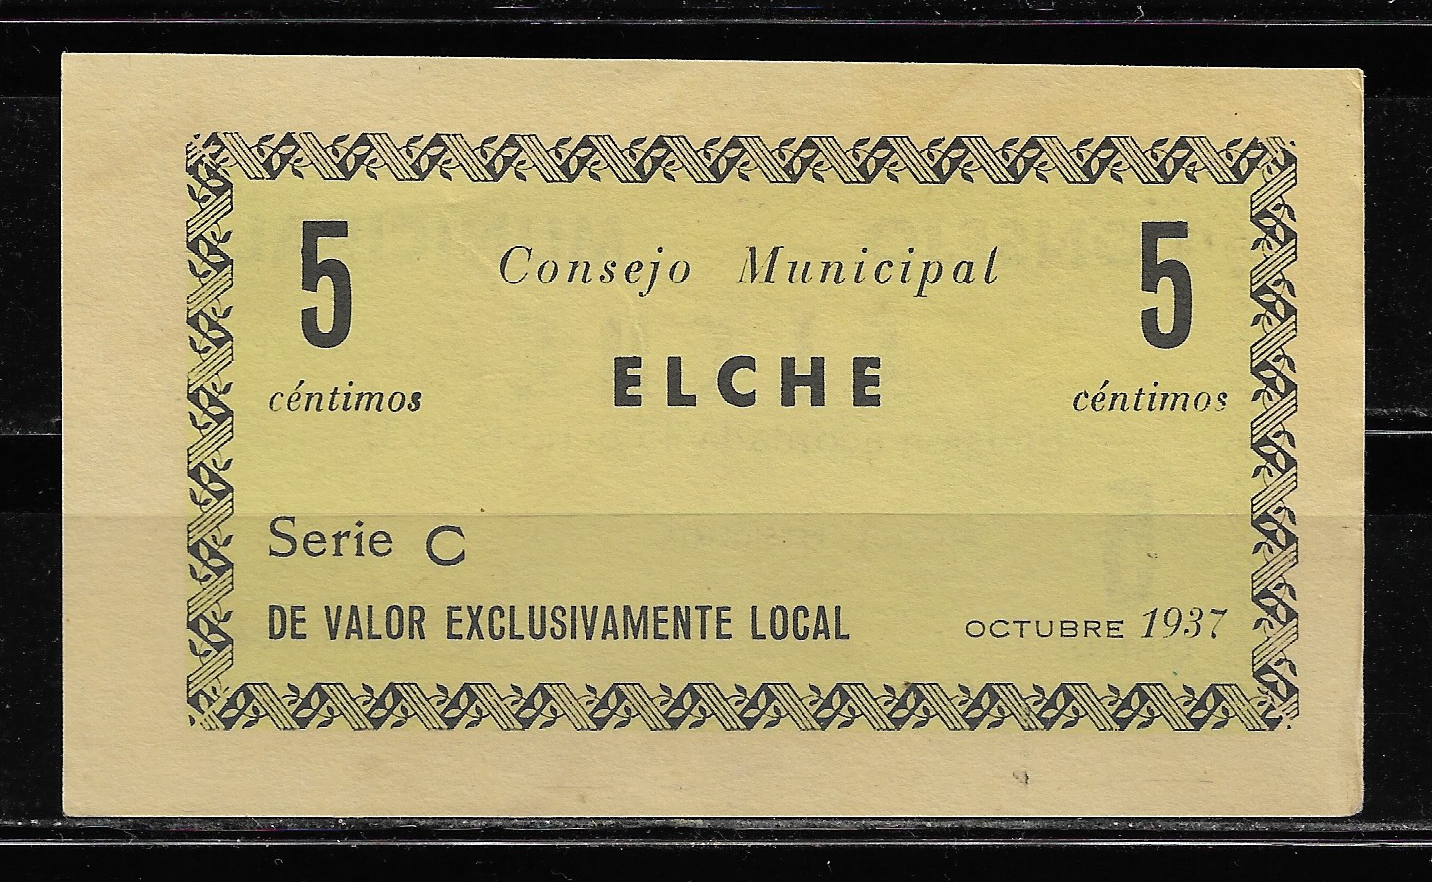 5 Consejo Municipal 5
ELCHE
céntimos céntimos
Serie C
DE VALOR EXCLUSIVAMENTE LOCAL OCTUBRE 1937